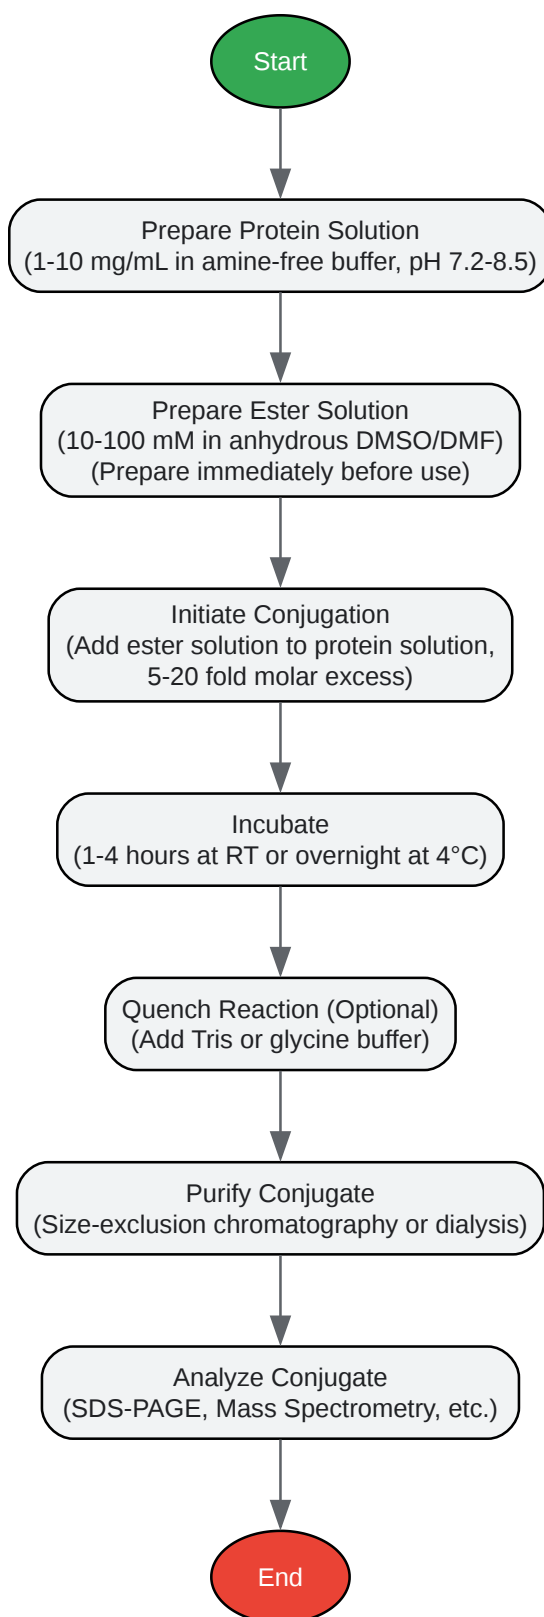 Start
Prepare Protein Solution
(1-10 mg/mL in amine-free buffer, pH 7.2-8.5)
Prepare Ester Solution
(10-100 mM in anhydrous DMSO/DMF)
(Prepare immediately before use)
Initiate Conjugation
(Add ester solution to protein solution,
5-20 fold molar excess)
Incubate
(1-4 hours at RT or overnight at 4°C)
Quench Reaction (Optional)
(Add Tris or glycine buffer)
Purify Conjugate
(Size-exclusion chromatography or dialysis)
Analyze Conjugate
(SDS-PAGE, Mass Spectrometry, etc.)
End